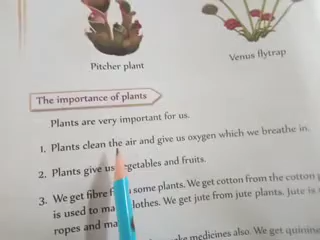 Pitcher plant
Venus flytrap
The importance of plants
Plants are very important for us.
1. Plants clean the air and give us oxygen which we breathe in.
2. Plants give us vegetables and fruits.
3. We get fibre from some plants. We get cotton from the cotton
is used to make clothes. We get jute from jute plants. Jute is
ropes and
medicines also. We get quinine